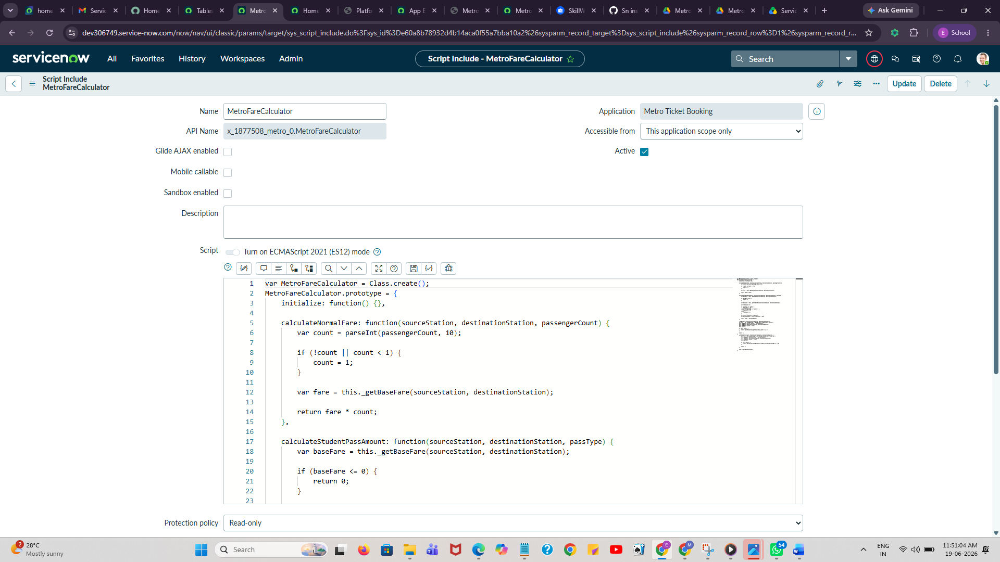 home
Servic
Home
Tables
Metro
Home
Platfo
App E
Metro
Metro
SkillW
Sn ins
Metro
Metro
Servic
Ask Gemini
dev306749.service-now.com/now/nav/ui/classic/params/target/sys_script_include.do%3Fsys_id%3De60a8b78932d4b14aca0f55a7bba10a2%26sysparm_record_target%3Dsys_script_include%26sysparm_record_row%3D1%26sysparm_record_r...
E School
servicenow All Favorites History Workspaces Admin Script Include - MetroFareCalculator Search
Script Include
MetroFareCalculator
Update Delete
Name MetroFareCalculator
Application Metro Ticket Booking
API Name x_1877508_metro_0.MetroFareCalculator
Accessible from This application scope only
Glide AJAX enabled
Active
Mobile callable
Sandbox enabled
Description
Script Turn on ECMAScript 2021 (ES12) mode
1 var MetroFareCalculator = Class.create();
2 MetroFareCalculator.prototype = {
3 initialize: function() {},
4
5 calculateNormalFare: function(sourceStation, destinationStation, passengerCount) {
6 var count = parseInt(passengerCount, 10);
7
8 if (!count || count < 1) {
9 count = 1;
10 }
11
12 var fare = this._getBaseFare(sourceStation, destinationStation);
13
14 return fare * count;
15 },
16
17 calculateStudentPassAmount: function(sourceStation, destinationStation, passType) {
18 var baseFare = this._getBaseFare(sourceStation, destinationStation);
19
20 if (baseFare <= 0) {
21 return 0;
22 }
23
Protection policy Read-only
2
28°C
Mostly sunny
Search
E
M
54
ENG
IN
11:51:04 AM
19-06-2026